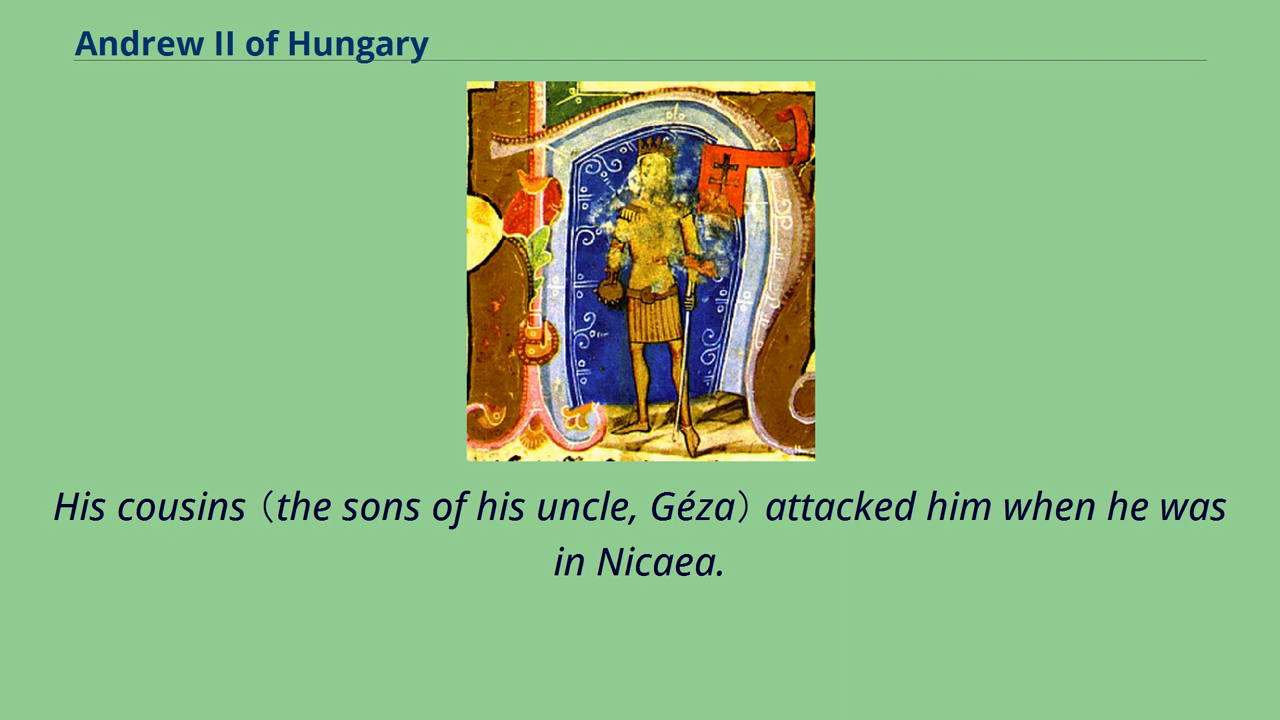 Andrew II of Hungary
His cousins (the sons of his uncle, Géza) attacked him when he was
in Nicaea.